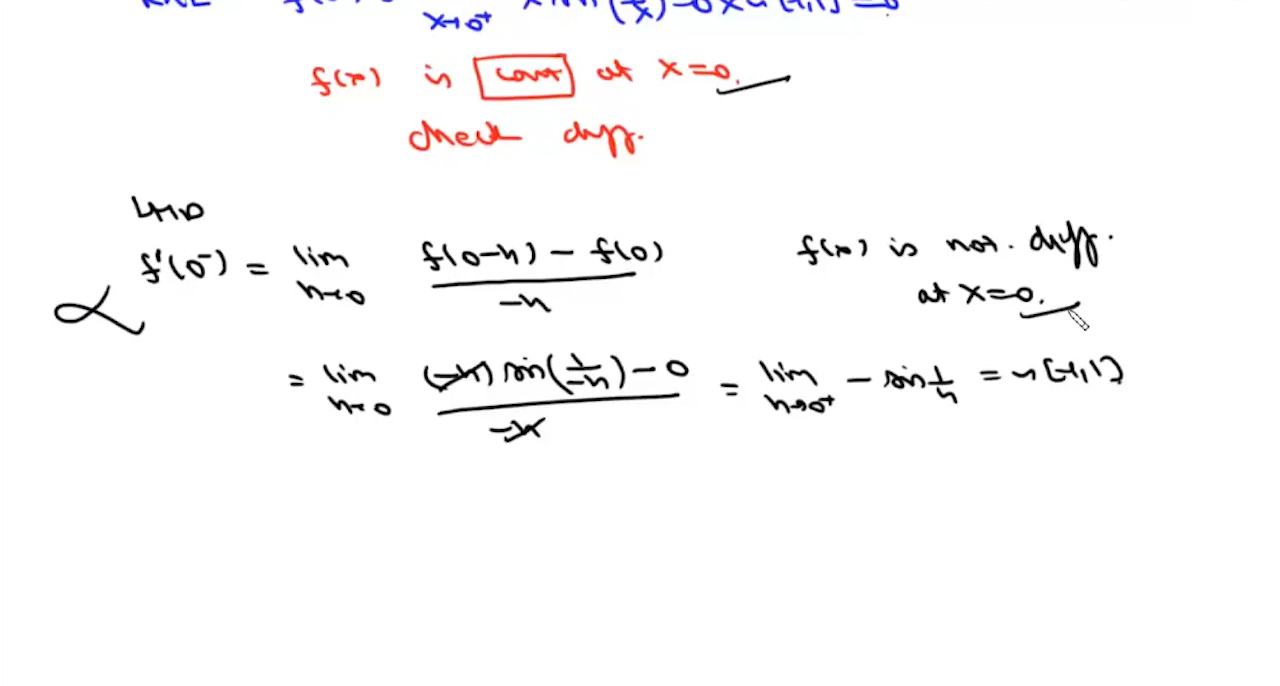 x→0⁺
f(x) is cont at x=0.
check diff.
LHD
f'(0⁻) = lim h→0 f(0-h) - f(0) / -h
f(x) is not. diff.
at x=0.
= lim h→0 (-h) sin(1/-h) - 0 / -h = lim h→0⁺ - sin 1/h = [-1,1]